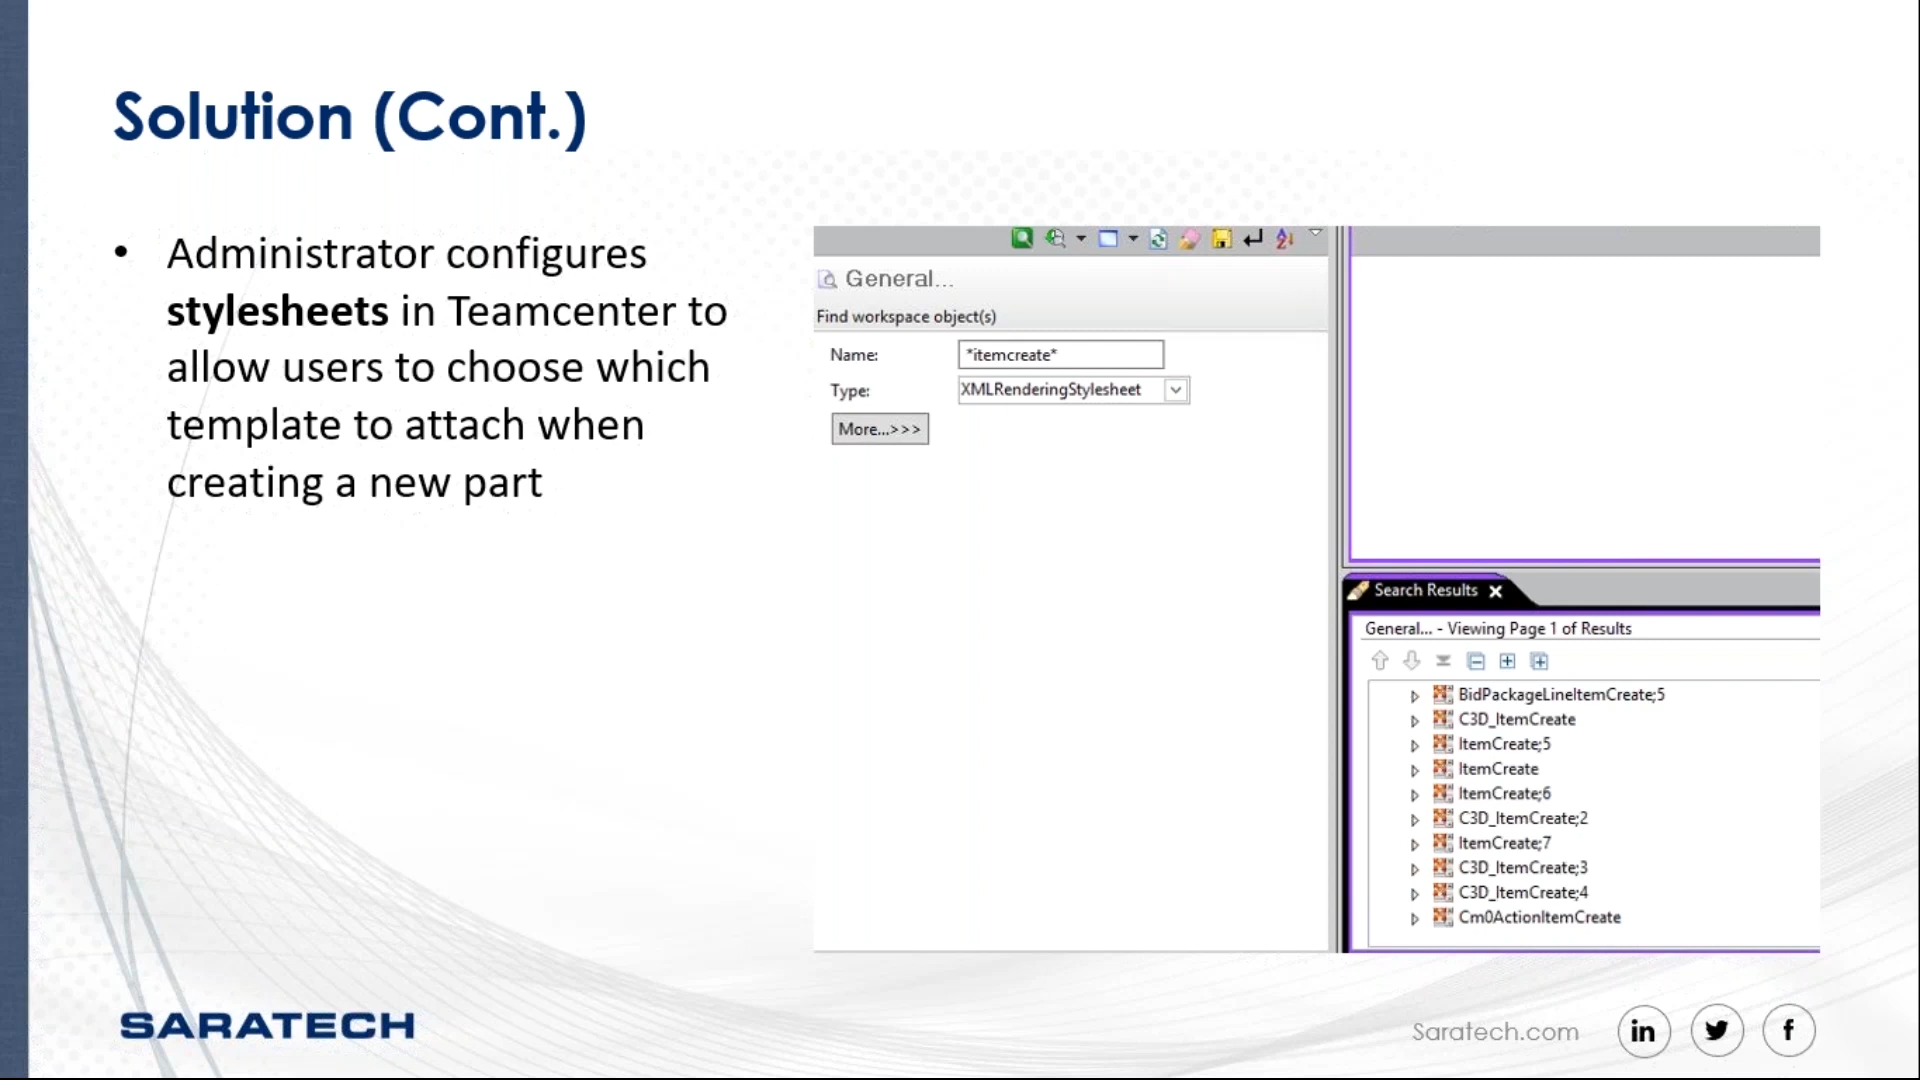 Solution (Cont.)
• Administrator configures
stylesheets in Teamcenter to
allow users to choose which
template to attach when
creating a new part
General...
Find workspace object(s)
Name: *itemcreate*
Type: XMLRenderingStylesheet
More...>>>
Search Results
General... - Viewing Page 1 of Results
BidPackageLineItemCreate;5
C3D_ItemCreate
ItemCreate;5
ItemCreate
ItemCreate;6
C3D_ItemCreate;2
ItemCreate;7
C3D_ItemCreate;3
C3D_ItemCreate;4
Cm0ActionItemCreate
SARATECH
Saratech.com